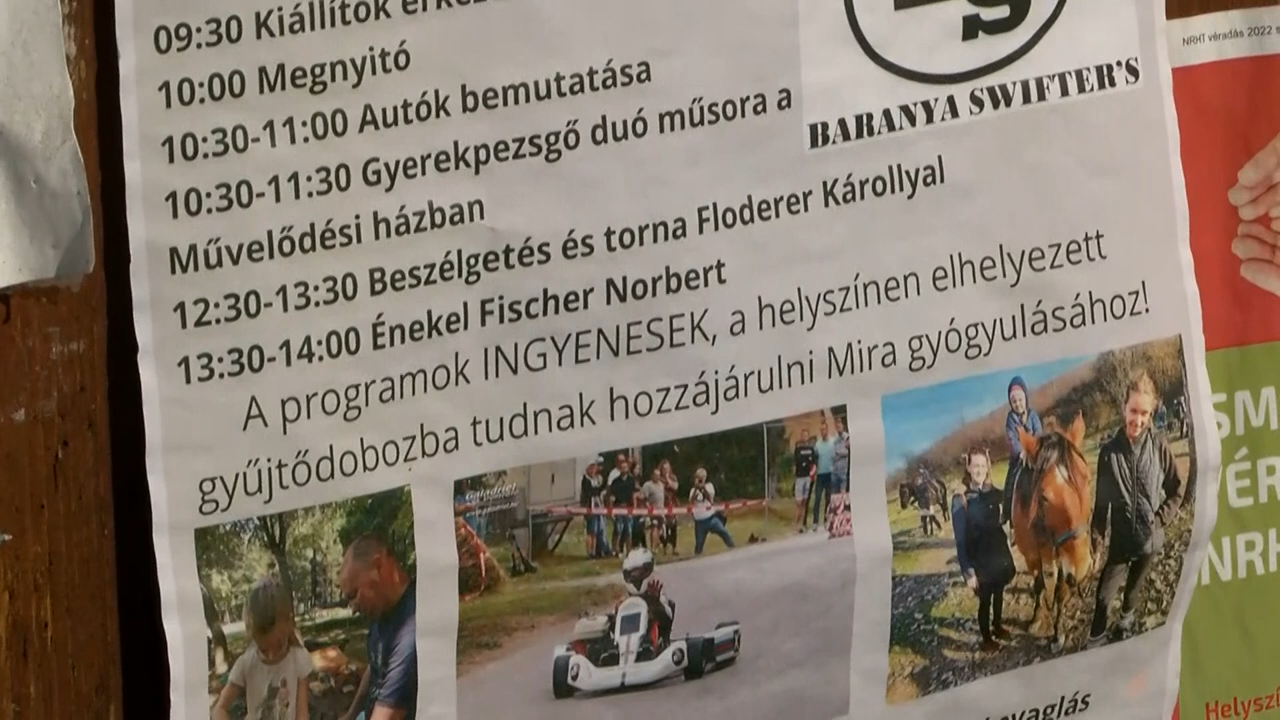 09:30 Kiállítók
10:00 Megnyitó
10:30-11:00 Autók bemutatása
10:30-11:30 Gyerekpezsgő duó műsora a
Művelődési házban
12:30-13:30 Beszélgetés és torna Floderer Károllyal
13:30-14:00 Énekel Fischer Norbert
A programok INGYENESEK, a helyszínen elhelyezett
gyűjtődobozba tudnak hozzájárulni Mira gyógyulásához!
BARANYA SWIFTER'S
NRHT véradás 2022
NRH